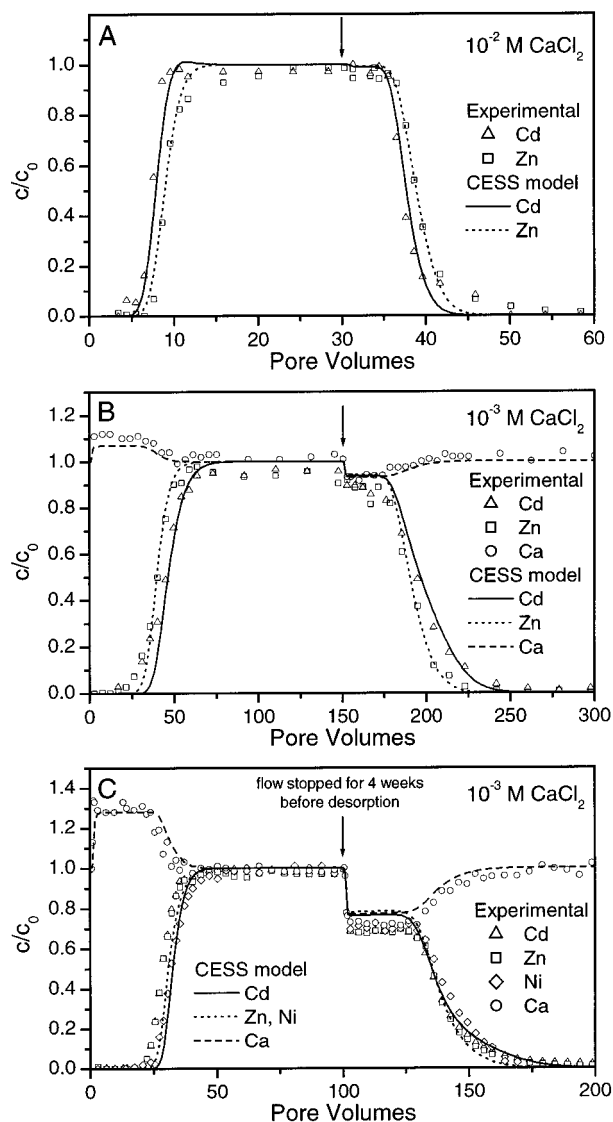 A
10⁻² M CaCl₂
Experimental
Cd
Zn
CESS model
Cd
Zn
c/c₀
1.0
0.8
0.6
0.4
0.2
0.0
0 10 20 30 40 50 60
Pore Volumes
B
10⁻³ M CaCl₂
Experimental
Cd
Zn
Ca
CESS model
Cd
Zn
Ca
c/c₀
1.2
1.0
0.8
0.6
0.4
0.2
0.0
0 50 100 150 200 250 300
Pore Volumes
C
flow stopped for 4 weeks
before desorption
10⁻³ M CaCl₂
CESS model
Cd
Zn, Ni
Ca
Experimental
Cd
Zn
Ni
Ca
c/c₀
1.4
1.2
1.0
0.8
0.6
0.4
0.2
0.0
0 25 50 75 100 125 150 175 200
Pore Volumes